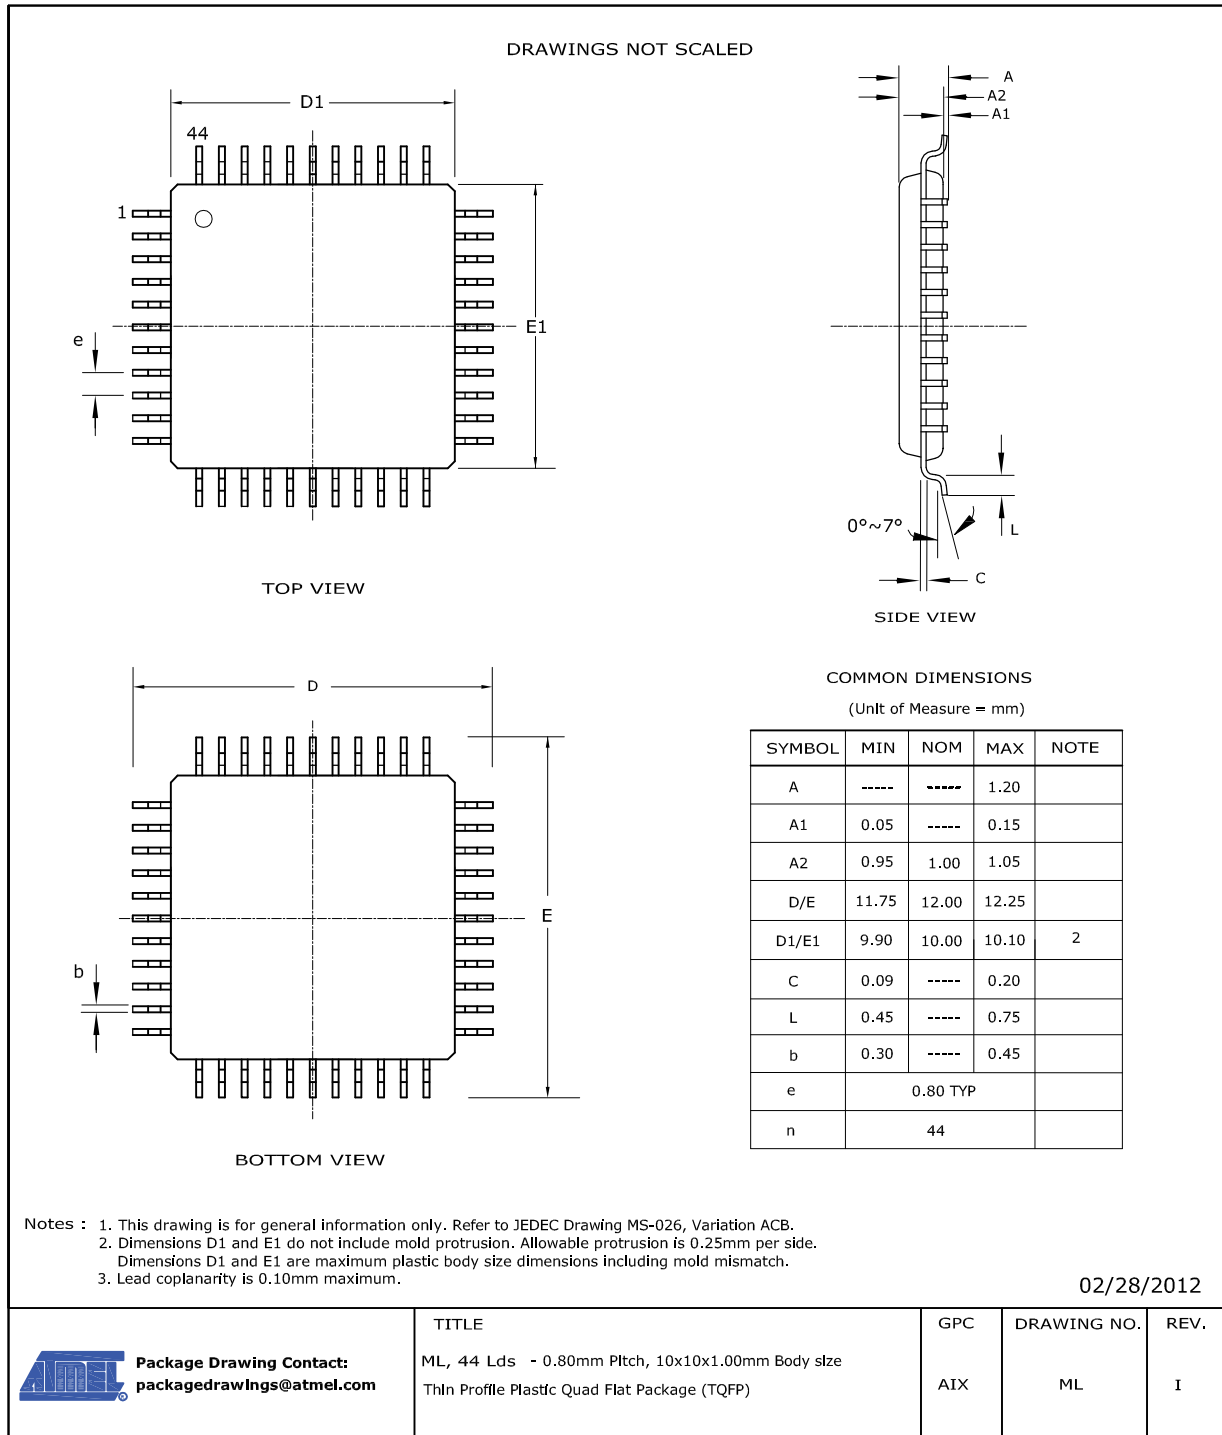 DRAWINGS NOT SCALED
D1
44
1
E1
e
TOP VIEW
A
A2
A1
0°~7°
L
C
SIDE VIEW
D
E
b
BOTTOM VIEW
COMMON DIMENSIONS
(Unit of Measure = mm)
SYMBOL MIN NOM MAX NOTE
A ----- ----- 1.20
A1 0.05 ----- 0.15
A2 0.95 1.00 1.05
D/E 11.75 12.00 12.25
D1/E1 9.90 10.00 10.10 2
C 0.09 ----- 0.20
L 0.45 ----- 0.75
b 0.30 ----- 0.45
e 0.80 TYP
n 44
Notes : 1. This drawing is for general information only. Refer to JEDEC Drawing MS-026, Variation ACB.
2. Dimensions D1 and E1 do not include mold protrusion. Allowable protrusion is 0.25mm per side.
Dimensions D1 and E1 are maximum plastic body size dimensions including mold mismatch.
3. Lead coplanarity is 0.10mm maximum.
02/28/2012
ATMEL ®
Package Drawing Contact:
packagedrawings@atmel.com
TITLE
ML, 44 Lds - 0.80mm Pitch, 10x10x1.00mm Body size
Thin Profile Plastic Quad Flat Package (TQFP)
GPC
AIX
DRAWING NO.
ML
REV.
I